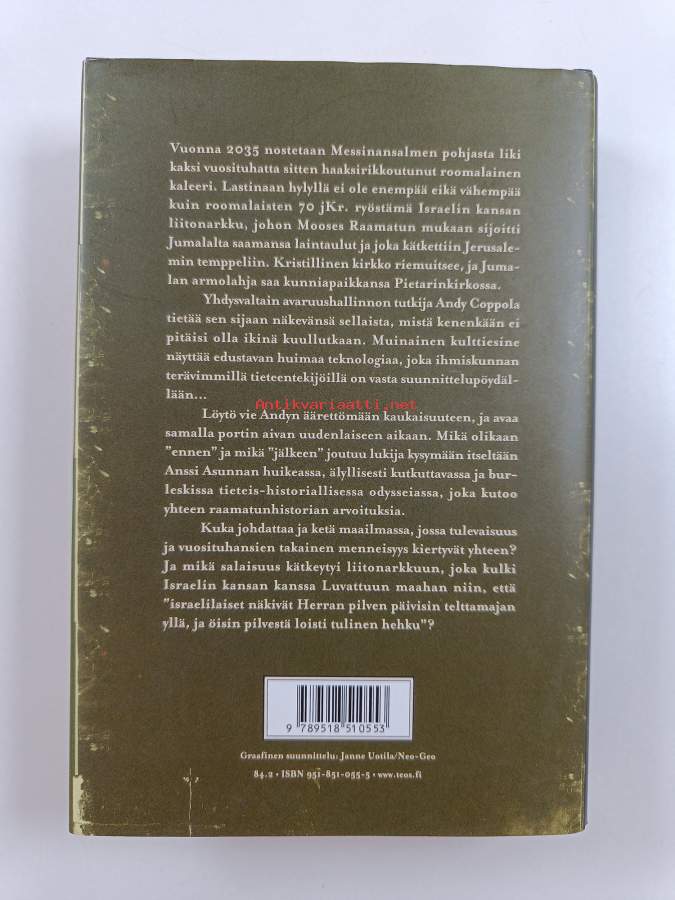 Vuonna 2035 nostetaan Messinansalmen pohjasta liki
kaksi vuosituhatta sitten haaksirikkoutunut roomalainen
kaleeri. Lastinaan hylyllä ei ole enempää eikä vähempää
kuin roomalaisten 70 jKr. ryöstämä Israelin kansan
liitonarkku, johon Mooses Raamatun mukaan sijoitti
Jumalalta saamansa laintaulut ja joka kätkettiin Jerusale-
min temppeliin. Kristillinen kirkko riemuitsee, ja Juma-
lan armolahja saa kunniapaikkansa Pietarinkirkossa.
Yhdysvaltain avaruushallinnon tutkija Andy Coppola
tietää sen sijaan näkevänsä sellaista, mistä kenenkään ei
pitäisi olla ikinä kuullutkaan. Muinainen kulttiesine
näyttää edustavan huimaa teknologiaa, joka ihmiskunnan
terävimmillä tieteentekijöillä on vasta suunnittelupöydäl-
lään...
Antikvariaatti.net
Löytö vie Andyn äärettömään kaukaisuuteen, ja avaa
samalla portin aivan uudenlaiseen aikaan. Mikä olikaan
"ennen" ja mikä "jälkeen" joutuu lukija kysymään itseltään
Anssi Asunnan huikeassa, älyllisesti kutkuttavassa ja bur-
leskissa tieteis-historiallisessa odysseiassa, joka kutoo
yhteen raamatunhistorian arvoituksia.
Kuka johdattaa ja ketä maailmassa, jossa tulevaisuus
ja vuosituhansien takainen menneisyys kiertyvät yhteen?
Ja mikä salaisuus kätkeytyi liitonarkkuun, joka kulki
Israelin kansan kanssa Luvattuun maahan niin, että
"israelilaiset näkivät Herran pilven päivisin telttamajan
yllä, ja öisin pilvestä loisti tulinen hehku"?
9 789518 510553
Graafinen suunnittelu: Janne Uotila/Neo-Geo
84.2 • ISBN 951-851-055-5 • www.teos.fi